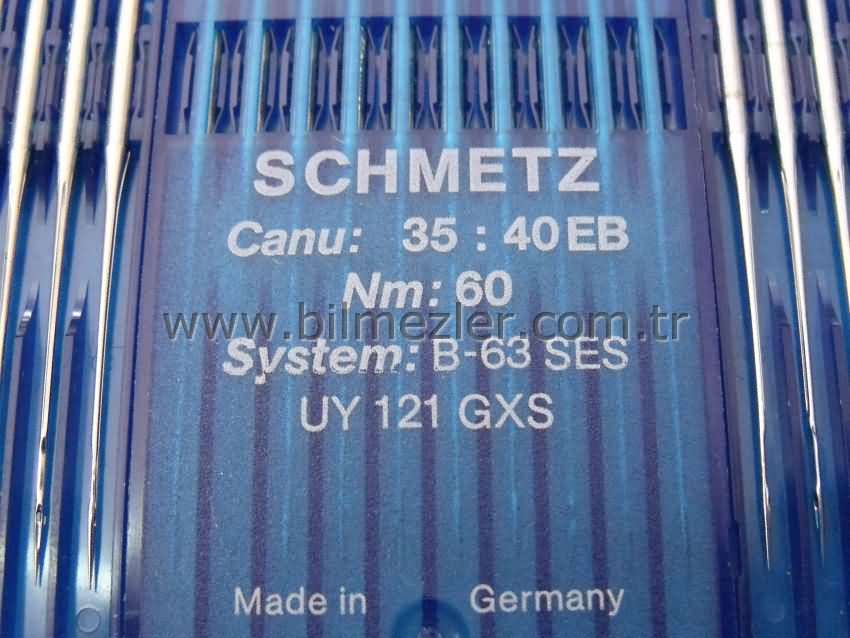 SCHMETZ
Canu: 35 : 40 EB
Nm: 60
www.bilmezler.com.tr
System: B-63 SES
UY 121 GXS
Made in Germany